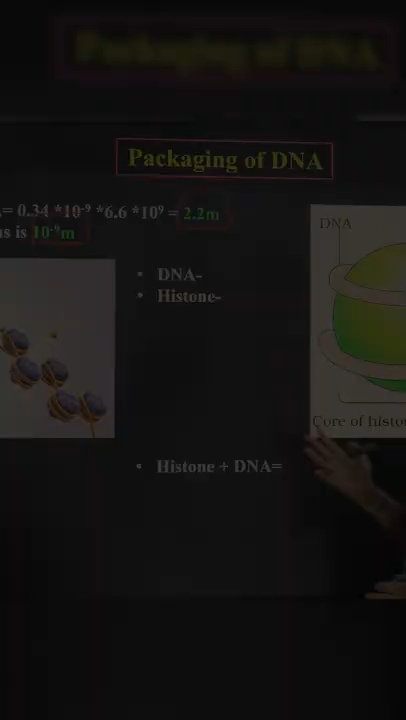 Packaging of DNA
Packaging of DNA
= 0.34 *10⁻⁹ *6.6 *10⁹ = 2.2m
us is 10⁻⁹m
• DNA-
• Histone-
DNA
Core of histo
• Histone + DNA=